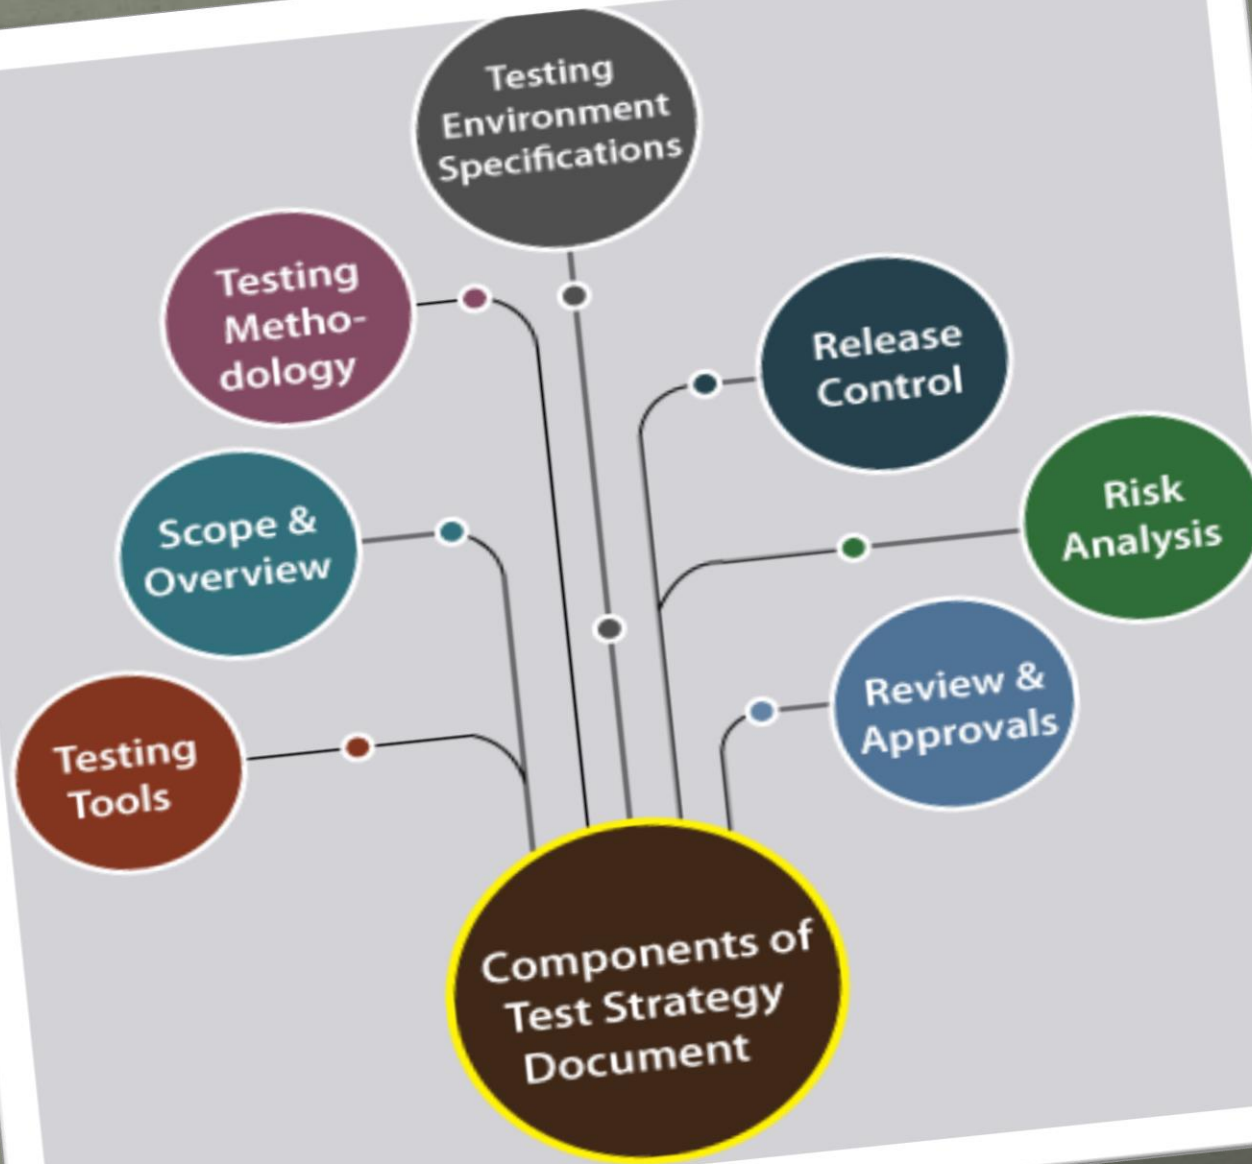 Testing
Environment
Specifications
Testing
Metho-
dology
Release
Control
Scope &
Overview
Risk
Analysis
Testing
Tools
Review &
Approvals
Components of
Test Strategy
Document